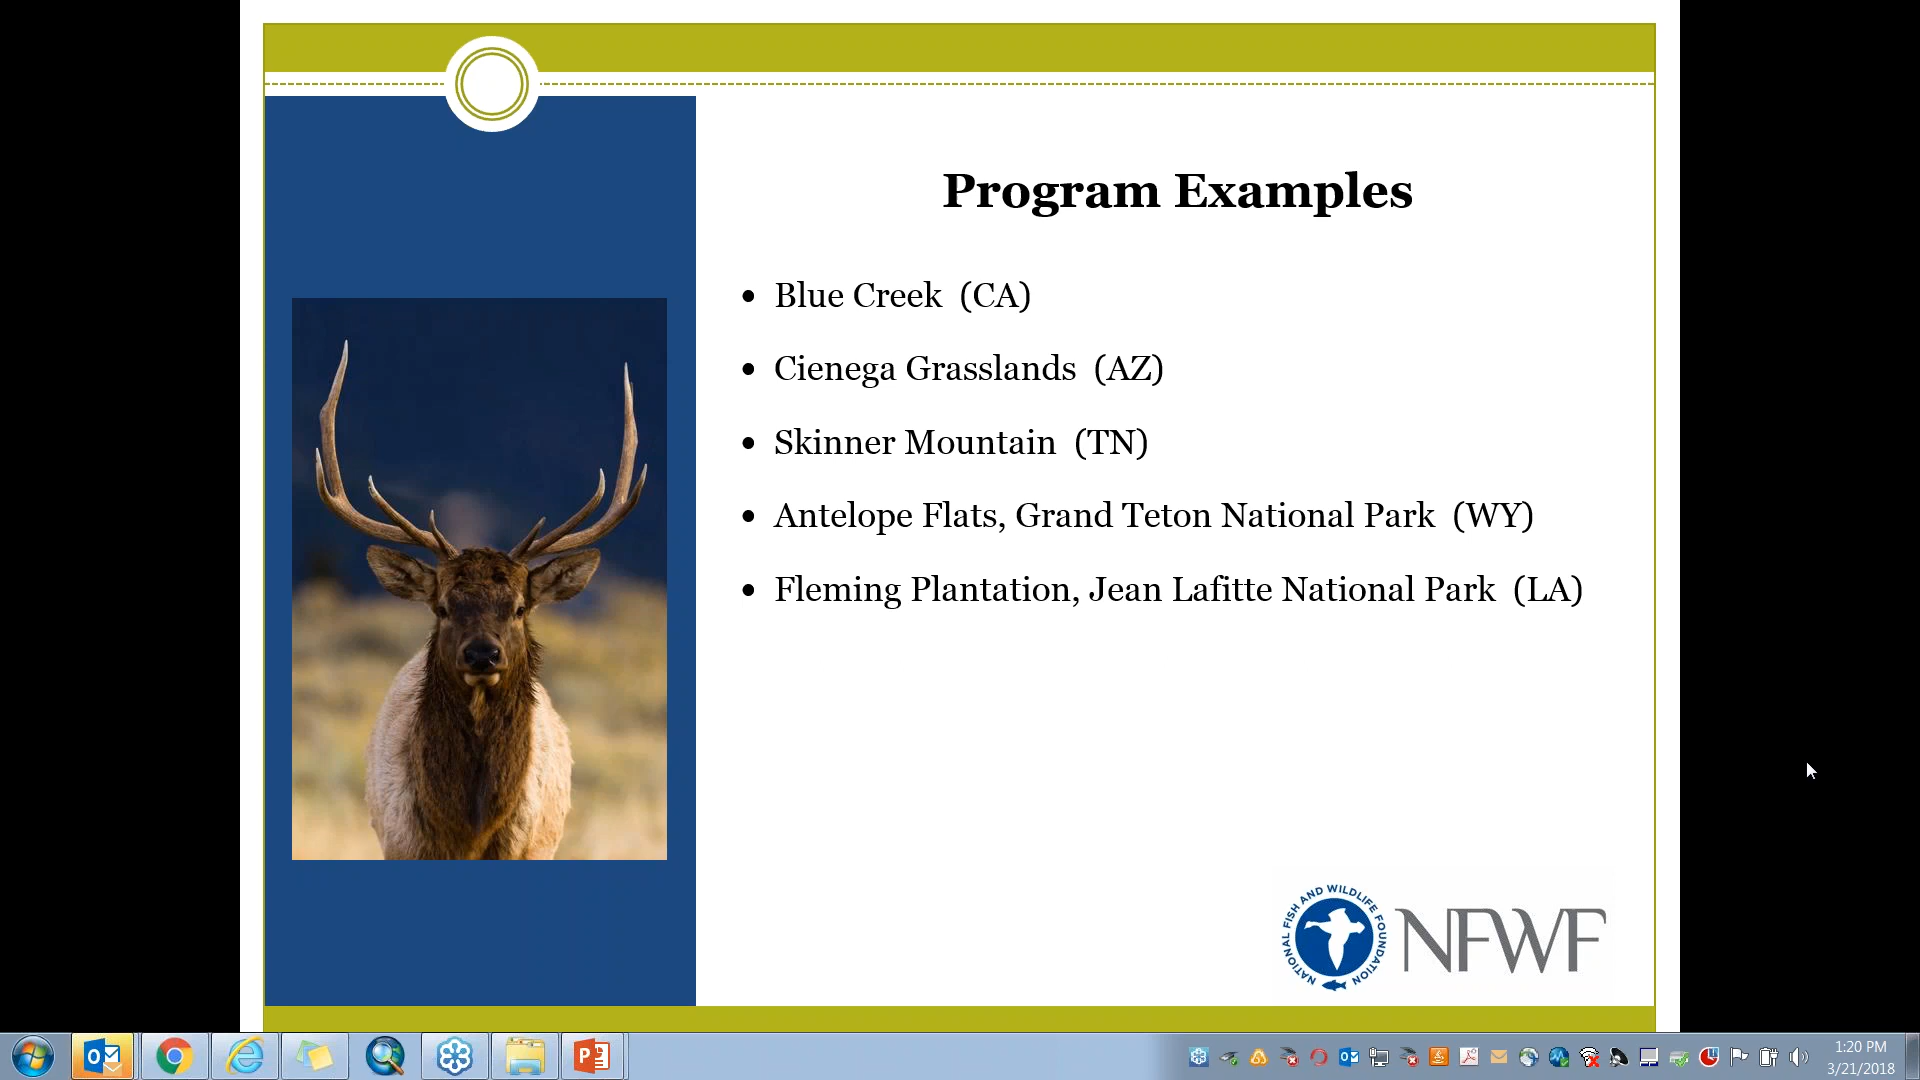 Program Examples
• Blue Creek (CA)
• Cienega Grasslands (AZ)
• Skinner Mountain (TN)
• Antelope Flats, Grand Teton National Park (WY)
• Fleming Plantation, Jean Lafitte National Park (LA)
NATIONAL FISH AND WILDLIFE FOUNDATION
NFWF
1:20 PM
3/21/2018